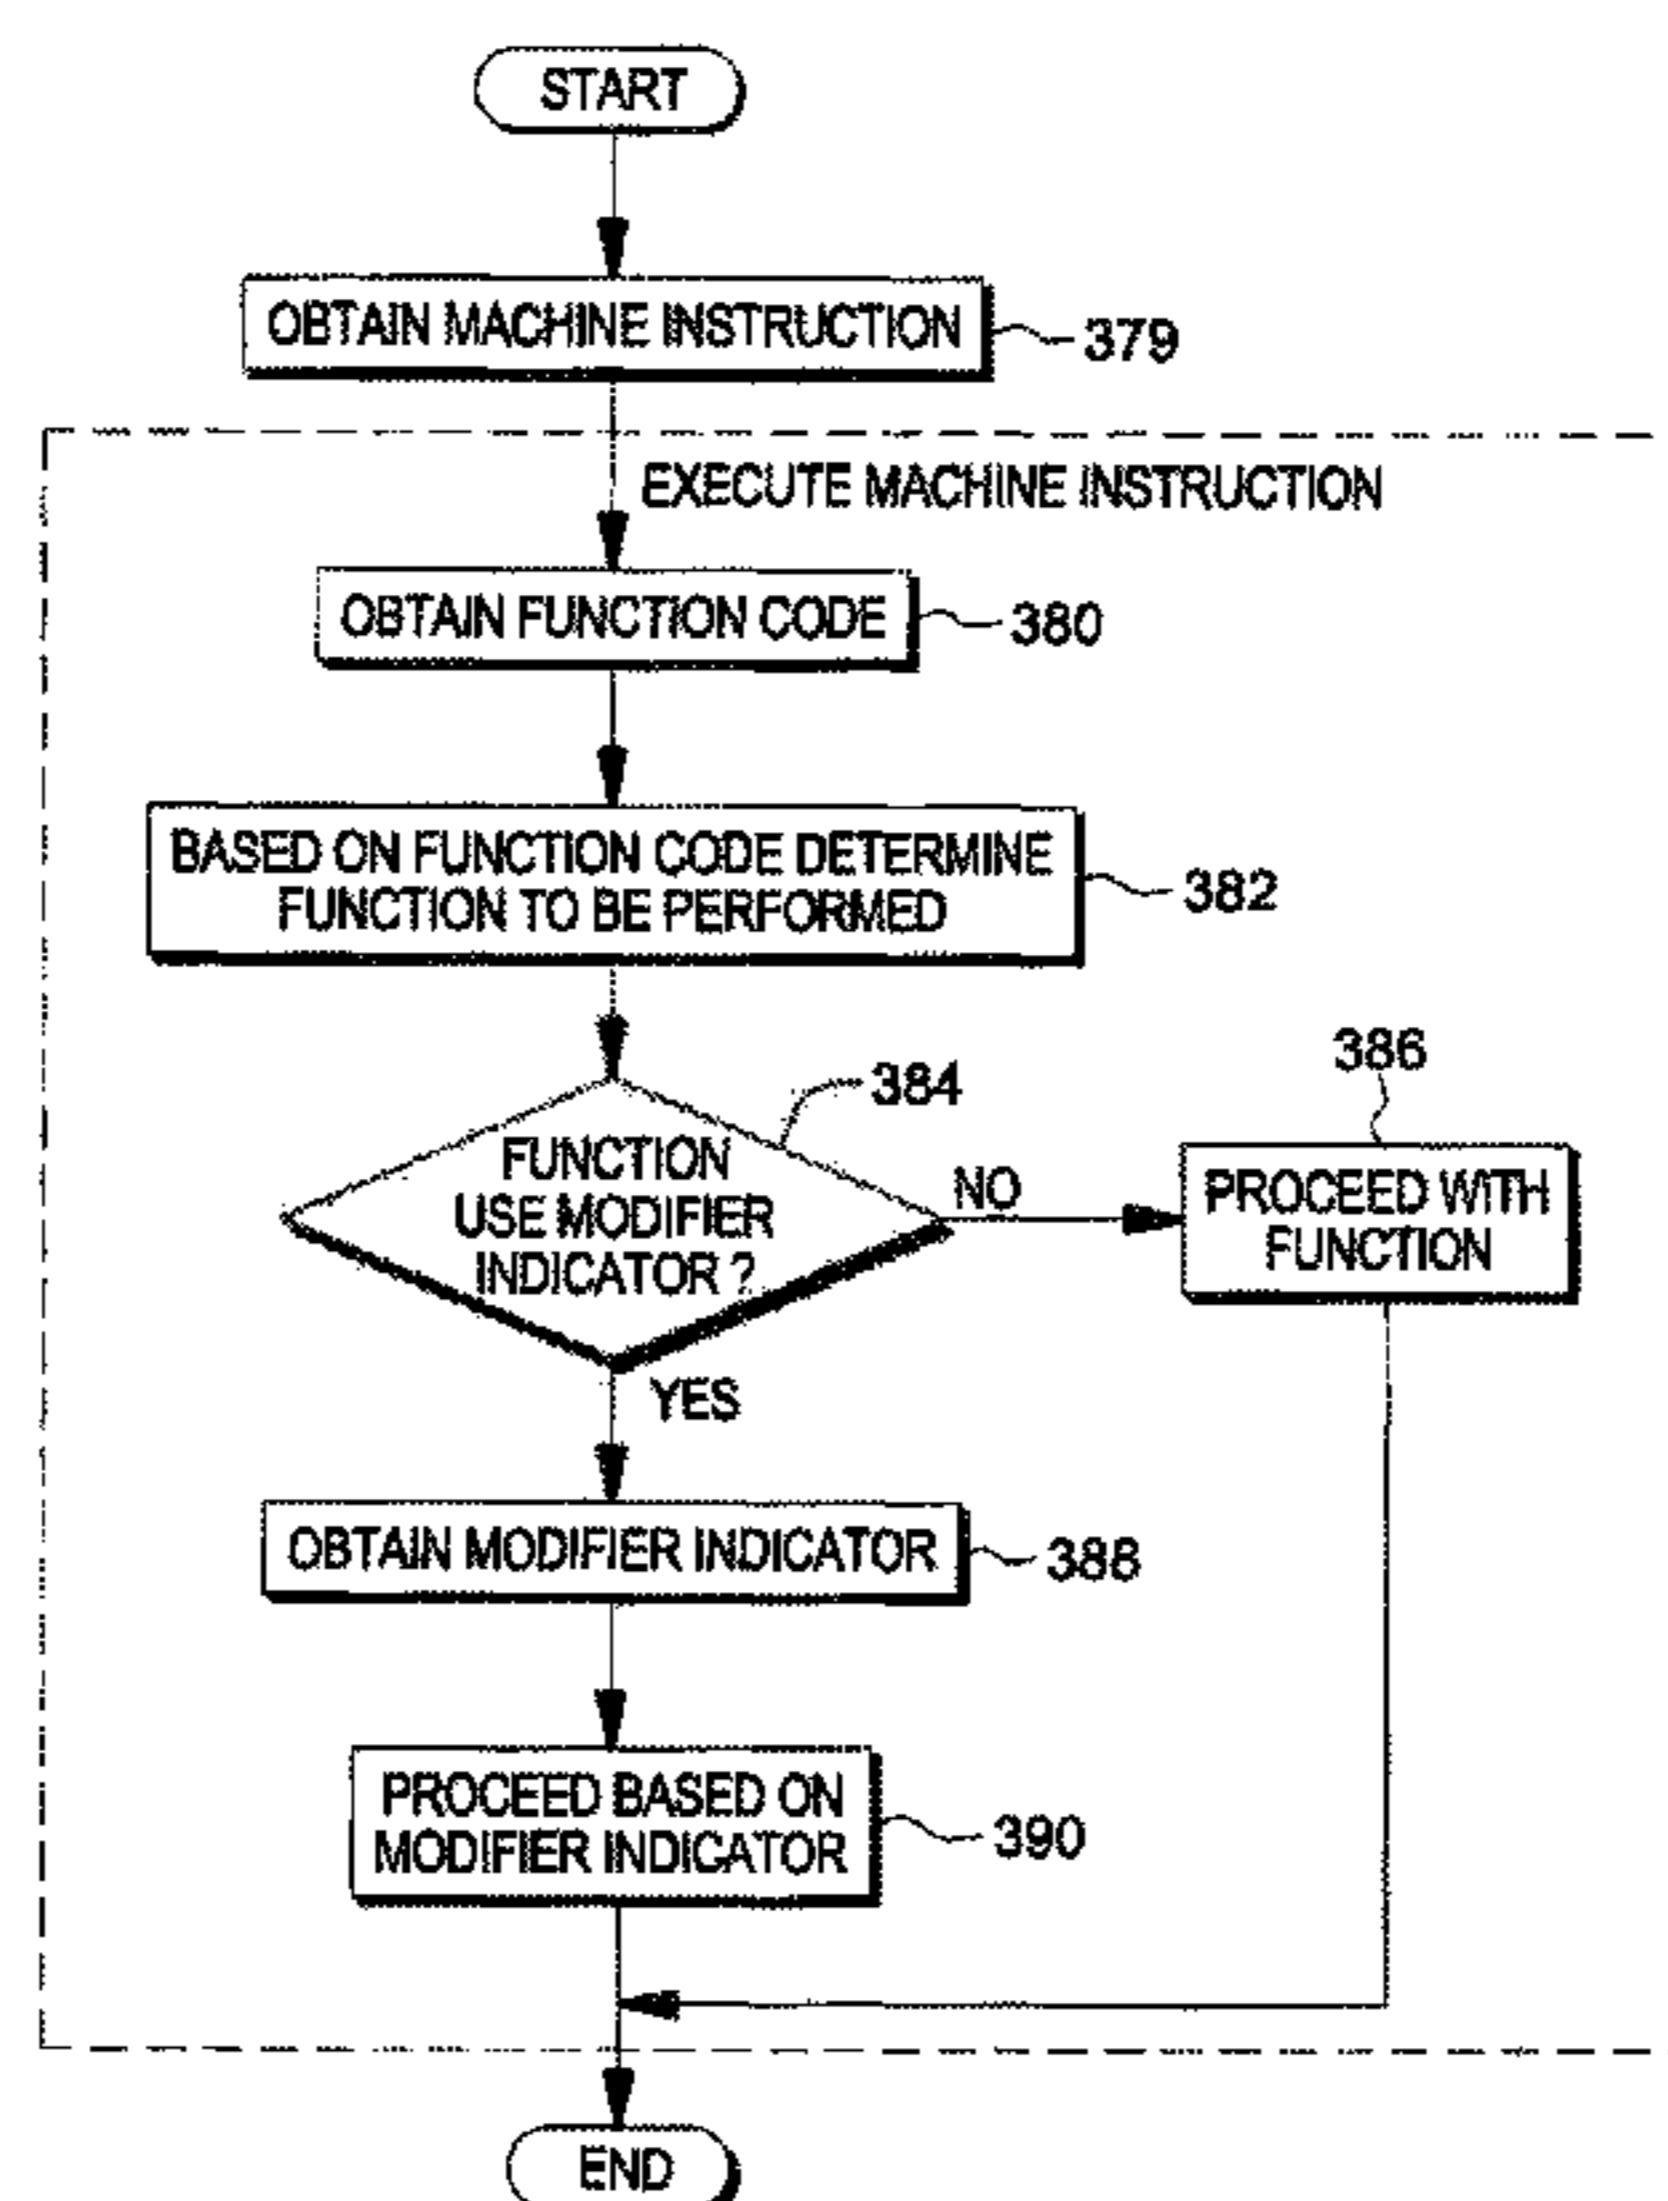 START
OBTAIN MACHINE INSTRUCTION
379
EXECUTE MACHINE INSTRUCTION
OBTAIN FUNCTION CODE
380
BASED ON FUNCTION CODE DETERMINE
FUNCTION TO BE PERFORMED
382
384
FUNCTION
USE MODIFIER
INDICATOR ?
NO
386
PROCEED WITH
FUNCTION
YES
OBTAIN MODIFIER INDICATOR
388
PROCEED BASED ON
MODIFIER INDICATOR
390
END